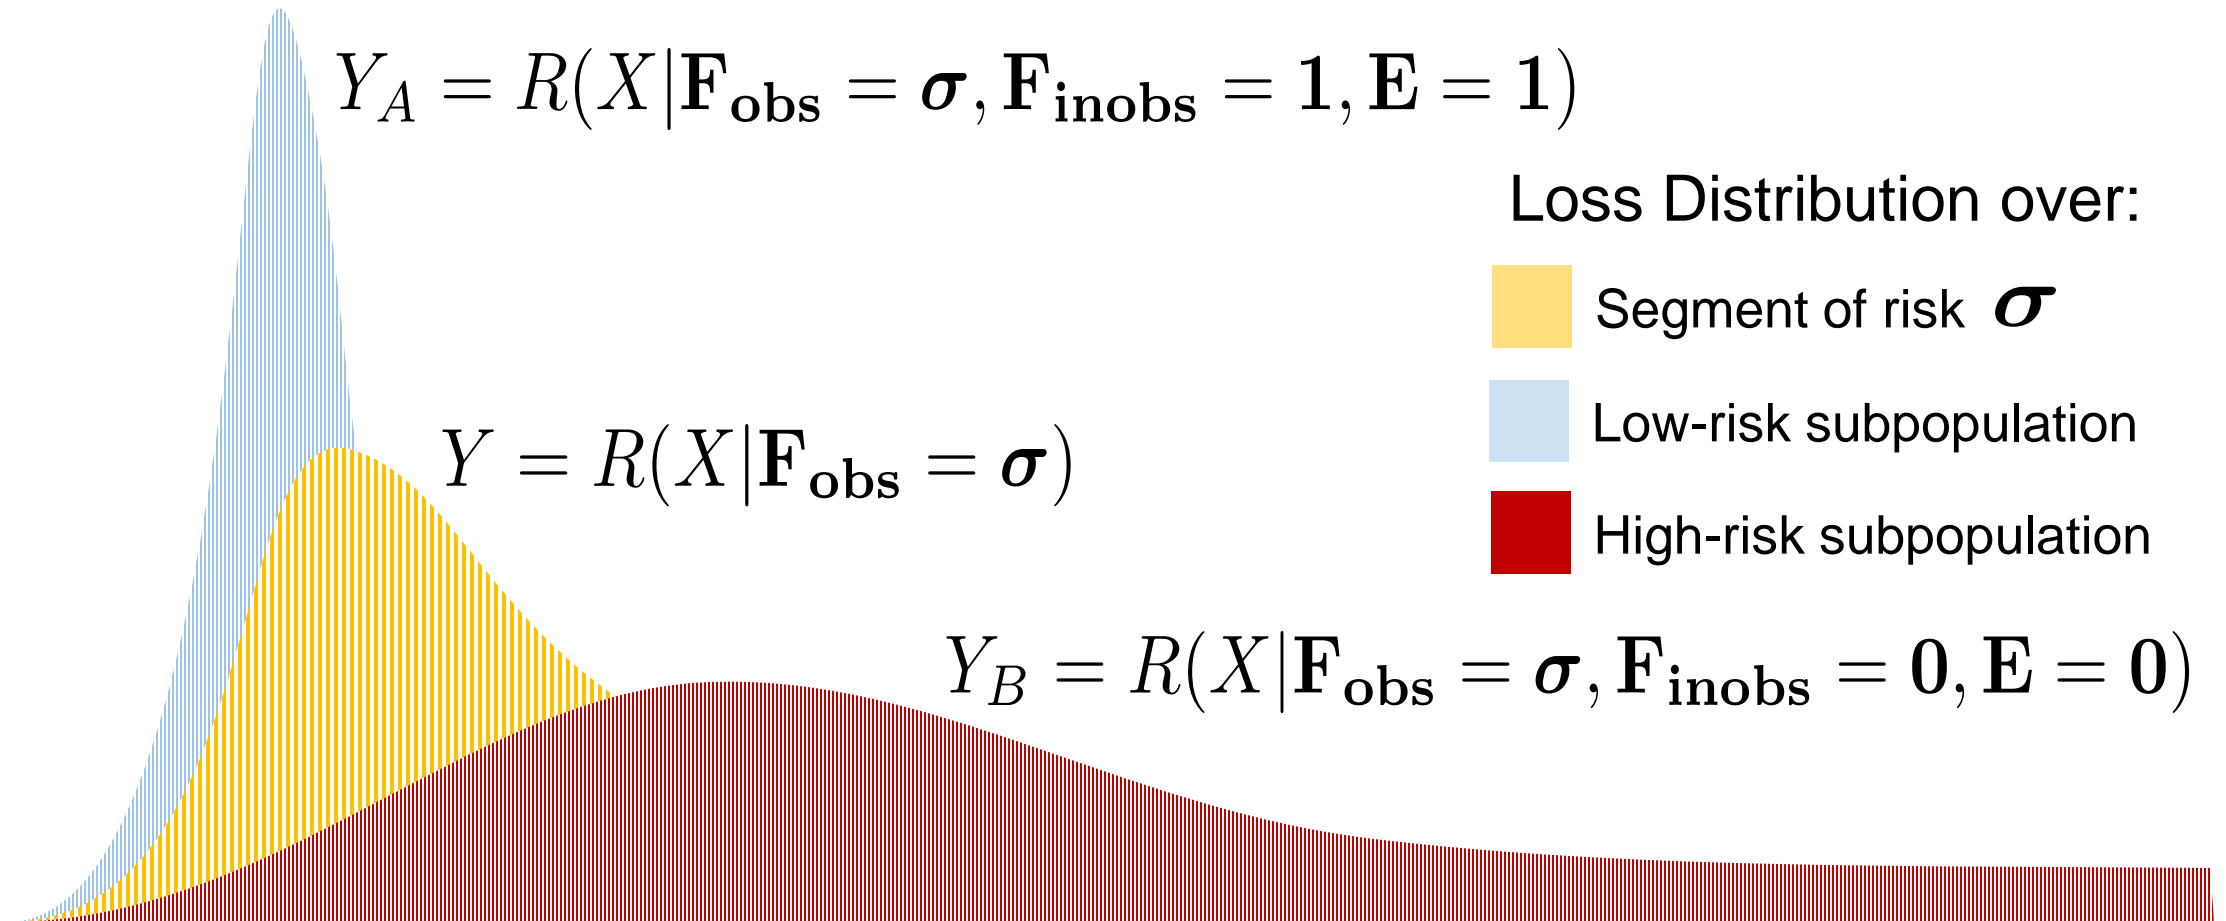 Y_A = R(X|F_obs = σ, F_inobs = 1, E = 1)
Loss Distribution over:
Segment of risk σ
Low-risk subpopulation
Y = R(X|F_obs = σ)
High-risk subpopulation
Y_B = R(X|F_obs = σ, F_inobs = 0, E = 0)